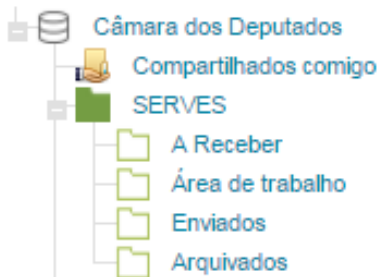 Câmara dos Deputados
Compartilhados comigo
SERVES
A Receber
Área de trabalho
Enviados
Arquivados